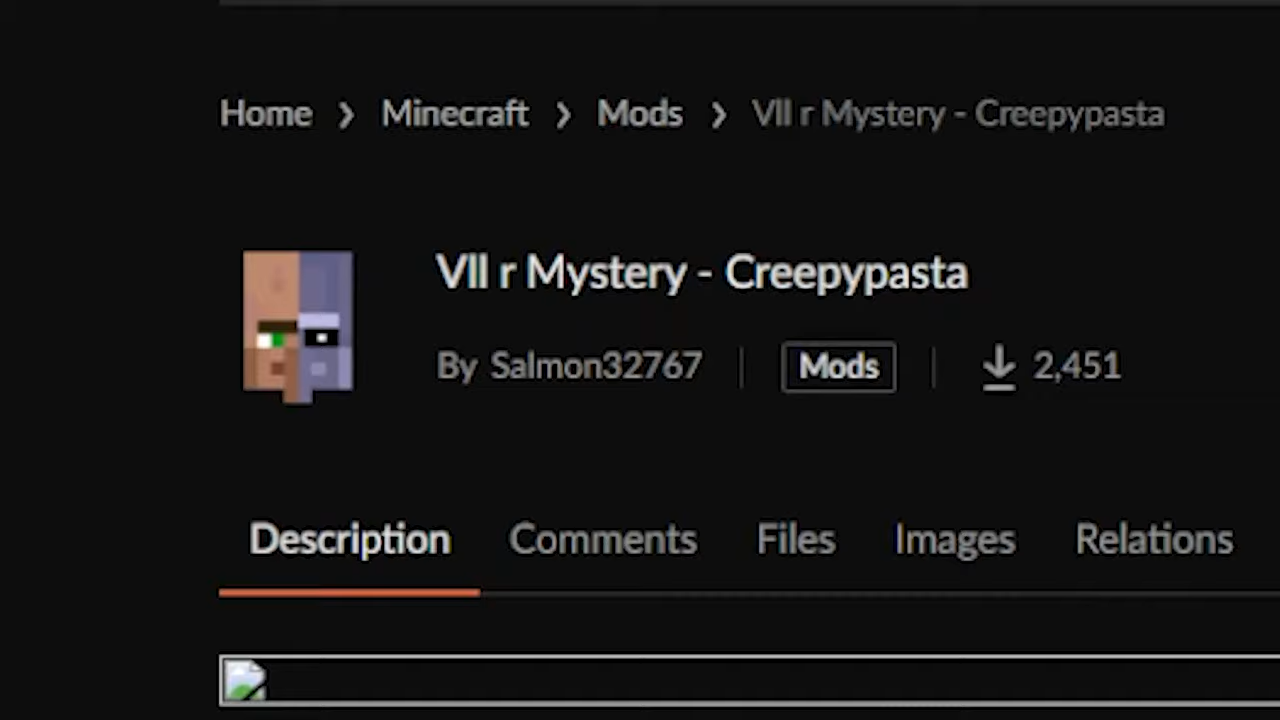 Home > Minecraft > Mods > Vll r Mystery - Creepypasta
Vll r Mystery - Creepypasta
By Salmon32767 | Mods | 2,451
Description Comments Files Images Relations